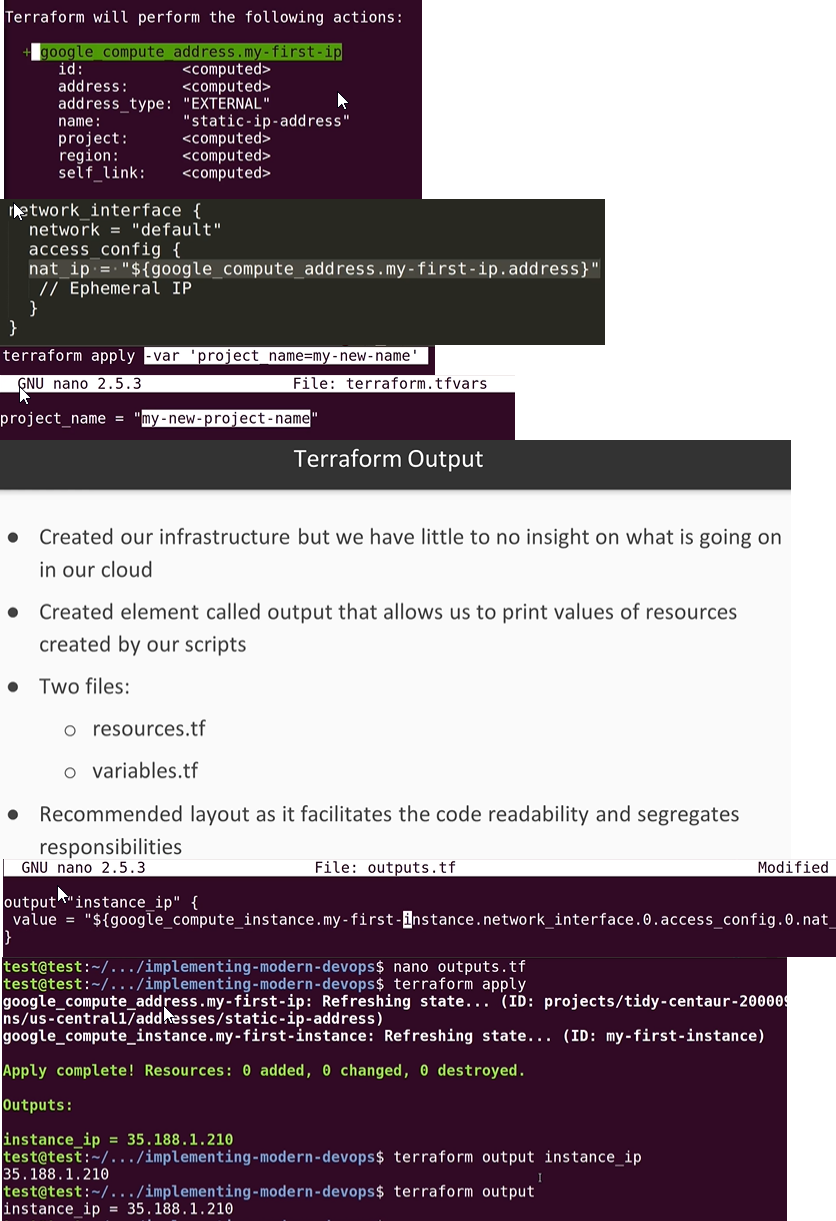 Terraform will perform the following actions:
+ google_compute_address.my-first-ip
id: <computed>
address: <computed>
address_type: "EXTERNAL"
name: "static-ip-address"
project: <computed>
region: <computed>
self_link: <computed>
network_interface {
network = "default"
access_config {
nat_ip = "${google_compute_address.my-first-ip.address}"
// Ephemeral IP
}
}
terraform apply -var 'project_name=my-new-name'
GNU nano 2.5.3 File: terraform.tfvars
project_name = "my-new-project-name"
Terraform Output
● Created our infrastructure but we have little to no insight on what is going on
in our cloud
● Created element called output that allows us to print values of resources
created by our scripts
● Two files:
○ resources.tf
○ variables.tf
● Recommended layout as it facilitates the code readability and segregates
responsibilities
GNU nano 2.5.3 File: outputs.tf Modified
output "instance_ip" {
value = "${google_compute_instance.my-first-instance.network_interface.0.access_config.0.nat_
}
test@test:~/.../implementing-modern-devops$ nano outputs.tf
test@test:~/.../implementing-modern-devops$ terraform apply
google_compute_address.my-first-ip: Refreshing state... (ID: projects/tidy-centaur-200009
ns/us-central1/addresses/static-ip-address)
google_compute_instance.my-first-instance: Refreshing state... (ID: my-first-instance)
Apply complete! Resources: 0 added, 0 changed, 0 destroyed.
Outputs:
instance_ip = 35.188.1.210
test@test:~/.../implementing-modern-devops$ terraform output instance_ip
35.188.1.210
test@test:~/.../implementing-modern-devops$ terraform output
instance_ip = 35.188.1.210